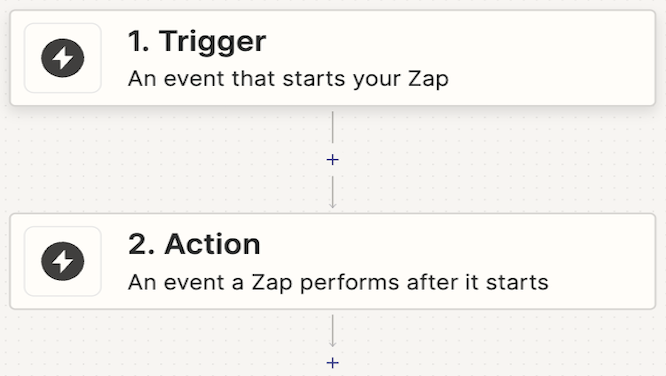 1. Trigger
An event that starts your Zap
+
2. Action
An event a Zap performs after it starts
+